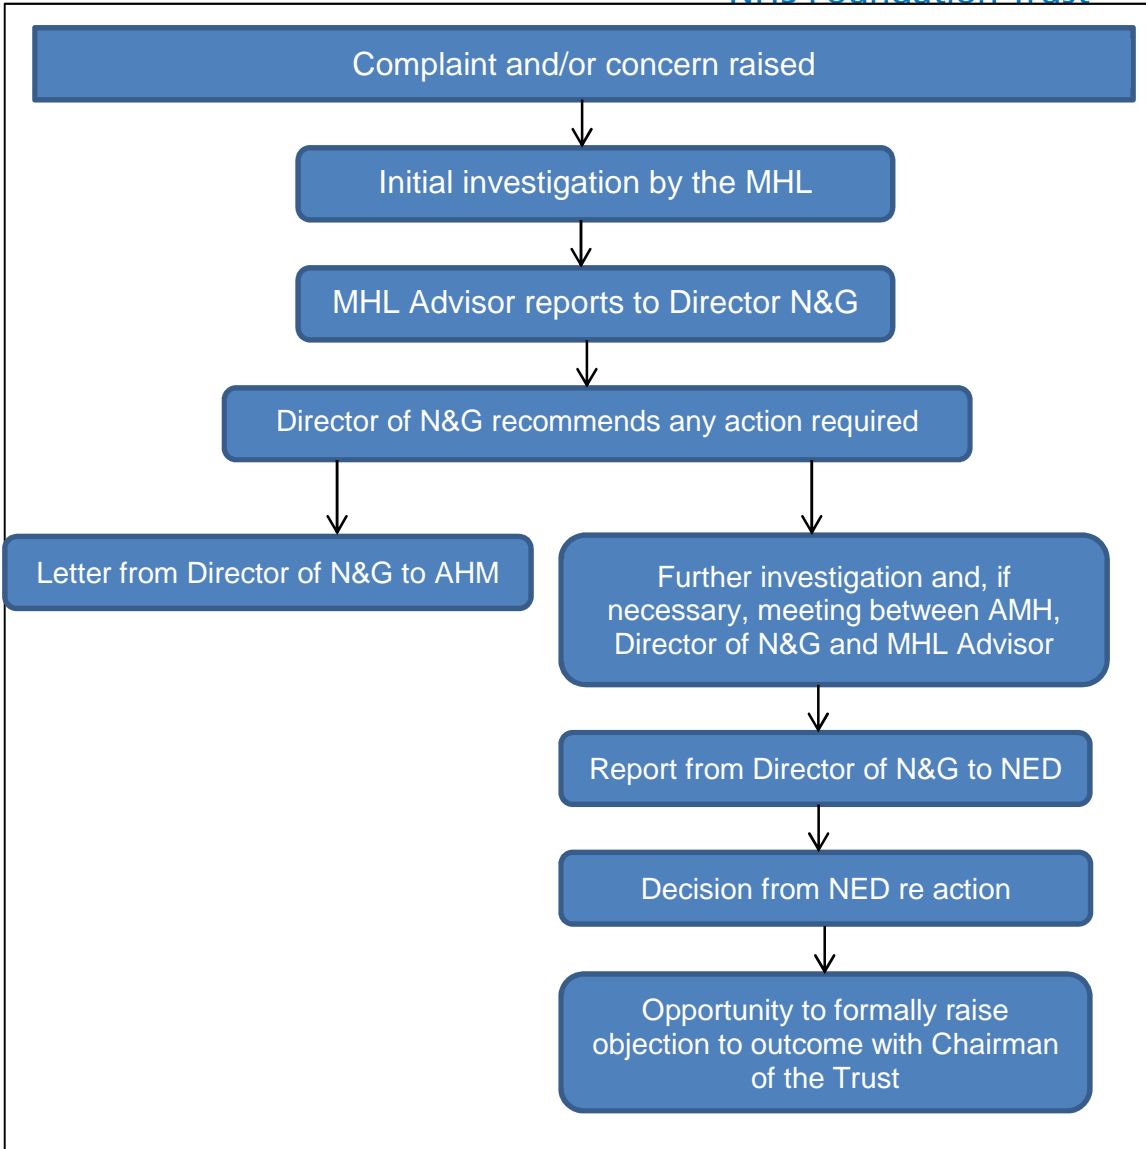 NHS Foundation Trust
Complaint and/or concern raised
Initial investigation by the MHL
MHL Advisor reports to Director N&G
Director of N&G recommends any action required
Letter from Director of N&G to AHM
Further investigation and, if
necessary, meeting between AMH,
Director of N&G and MHL Advisor
Report from Director of N&G to NED
Decision from NED re action
Opportunity to formally raise
objection to outcome with Chairman
of the Trust